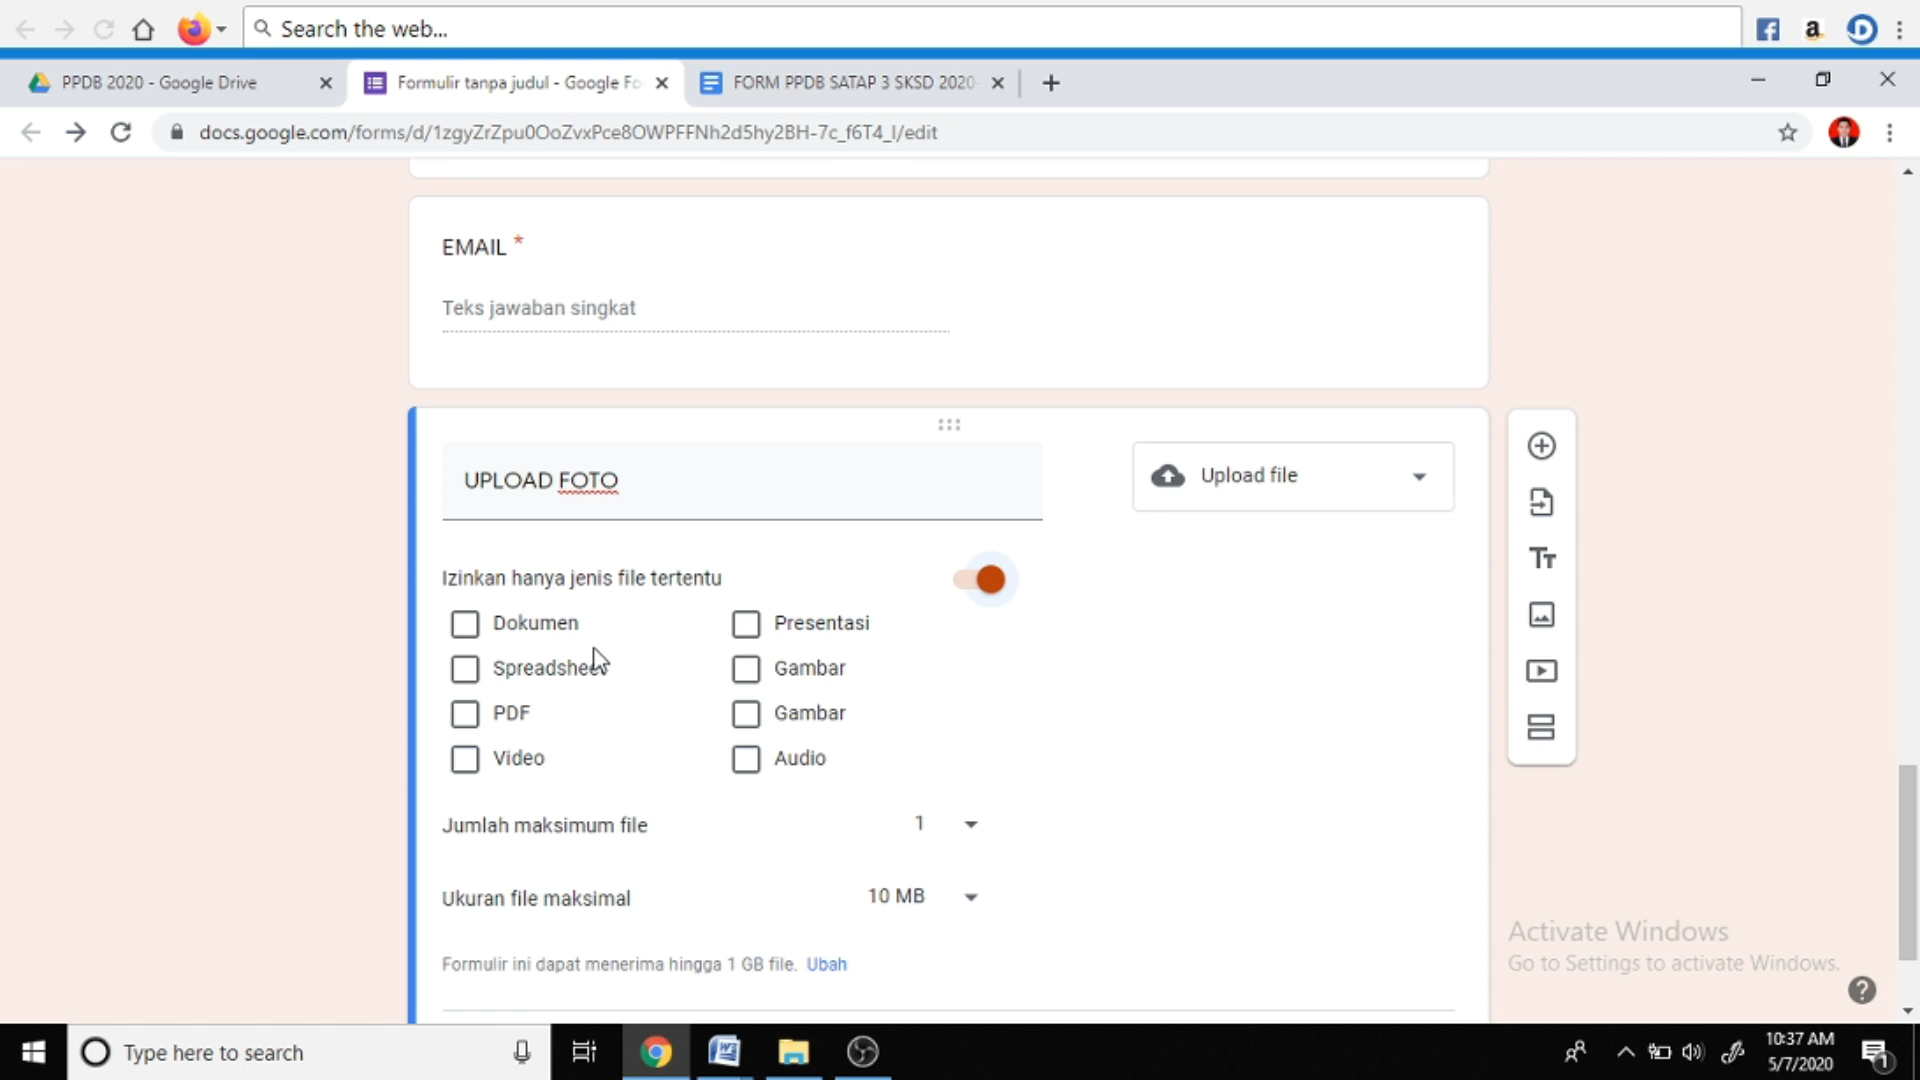 Search the web...
a
PPDB 2020 - Google Drive
Formulir tanpa judul - Google Fo
FORM PPDB SATAP 3 SKSD 2020-
docs.google.com/forms/d/1zgyZrZpu0OoZvxPce8OWPFFNh2d5hy2BH-7c_f6T4_I/edit
EMAIL *
Teks jawaban singkat
UPLOAD FOTO
Upload file
Izinkan hanya jenis file tertentu
Dokumen
Presentasi
Spreadsheet
Gambar
PDF
Gambar
Video
Audio
Jumlah maksimum file
1
Ukuran file maksimal
10 MB
Formulir ini dapat menerima hingga 1 GB file. Ubah
Activate Windows
Go to Settings to activate Windows.
Type here to search
10:37 AM
5/7/2020
1